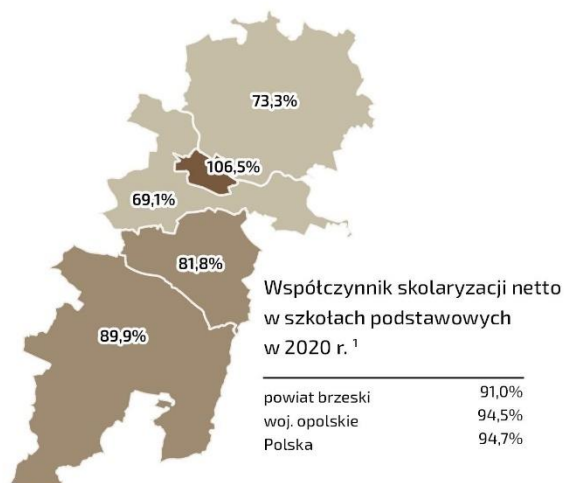 73,3%
106,5%
69,1%
81,8%
89,9%
Współczynnik skolaryzacji netto
w szkołach podstawowych
w 2020 r. ¹
powiat brzeski 91,0%
woj. opolskie 94,5%
Polska 94,7%